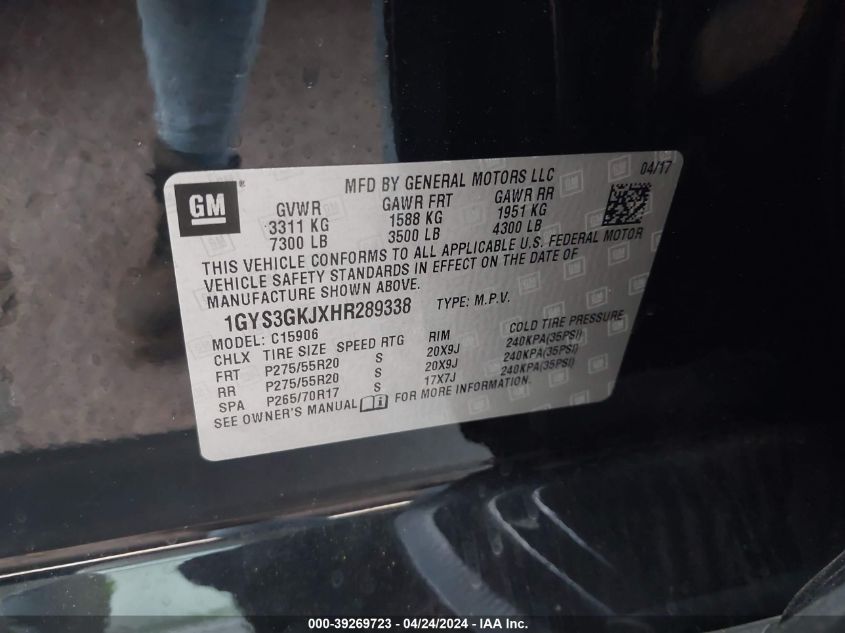 GM
MFD BY GENERAL MOTORS LLC
04/17
GVWR GAWR FRT GAWR RR
3311 KG 1588 KG 1951 KG
7300 LB 3500 LB 4300 LB
THIS VEHICLE CONFORMS TO ALL APPLICABLE U.S. FEDERAL MOTOR
VEHICLE SAFETY STANDARDS IN EFFECT ON THE DATE OF
MANUFACTURE SHOWN ABOVE.
1GYS3GKJXHR289338 TYPE: M.P.V.
MODEL: C15906
CHLX TIRE SIZE SPEED RTG RIM COLD TIRE PRESSURE
FRT P275/55R20 S 20X9J 240KPA(35PSI)
RR P275/55R20 S 20X9J 240KPA(35PSI)
SPA P265/70R17 S 17X7J 240KPA(35PSI)
SEE OWNER'S MANUAL FOR MORE INFORMATION.
000-39269723 - 04/24/2024 - IAA Inc.